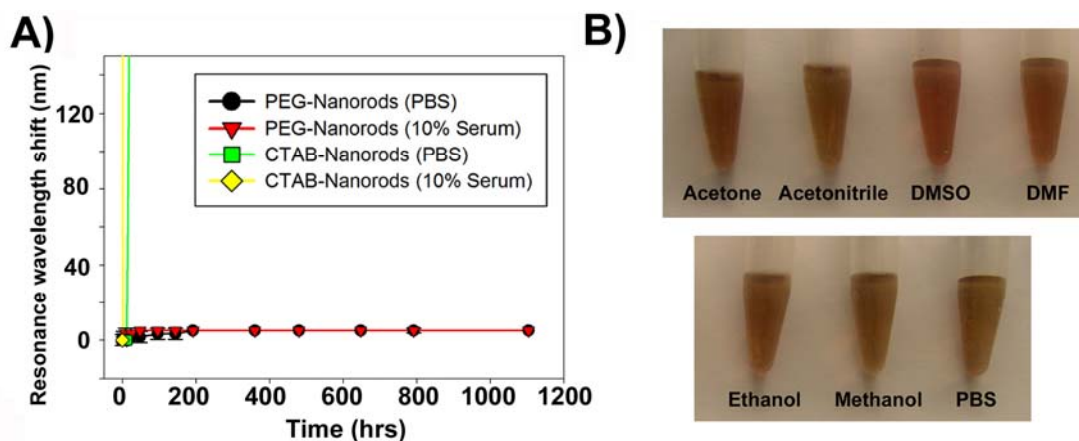 A)
Resonance wavelength shift (nm)
120
80
40
0
PEG-Nanorods (PBS)
PEG-Nanorods (10% Serum)
CTAB-Nanorods (PBS)
CTAB-Nanorods (10% Serum)
0 200 400 600 800 1000 1200
Time (hrs)
B)
Acetone Acetonitrile DMSO DMF
Ethanol Methanol PBS